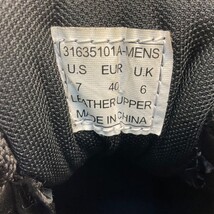 31635101A-MENS
U.S EUR U.K
7 40 6
LEATHER UPPER
MADE IN CHINA